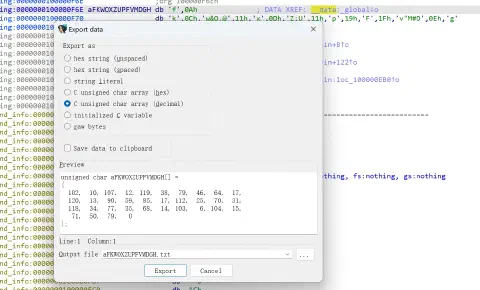 ing:0000000100000F6E aFKWOXZUPFVMDGH db 'f',0Ah ; DATA XREF: __data:_global↓o
ing:0000000100000F70 db 'k',0Ch,'w&O.@',11h,'x',0Dh,'Z;U',11h,'p',19h,'F',1Fh,'v"M#D',0Eh,'g'
Export data
Export as
hex string (unspaced)
hex string (spaced)
string literal
C unsigned char array (hex)
C unsigned char array (decimal)
initialized C variable
raw bytes
Save data to clipboard
Preview
unsigned char aFKWOXZUPFVMDGH[] =
{
102, 10, 107, 12, 119, 38, 79, 46, 64, 17,
120, 13, 90, 59, 85, 17, 112, 25, 70, 31,
118, 34, 77, 35, 68, 14, 103, 6, 104, 15,
71, 50, 79, 0
};
Line:1 Column:1
Output file aFKWOXZUPFVMDGH.txt
...
Export Cancel
othing, fs:nothing, gs:nothing